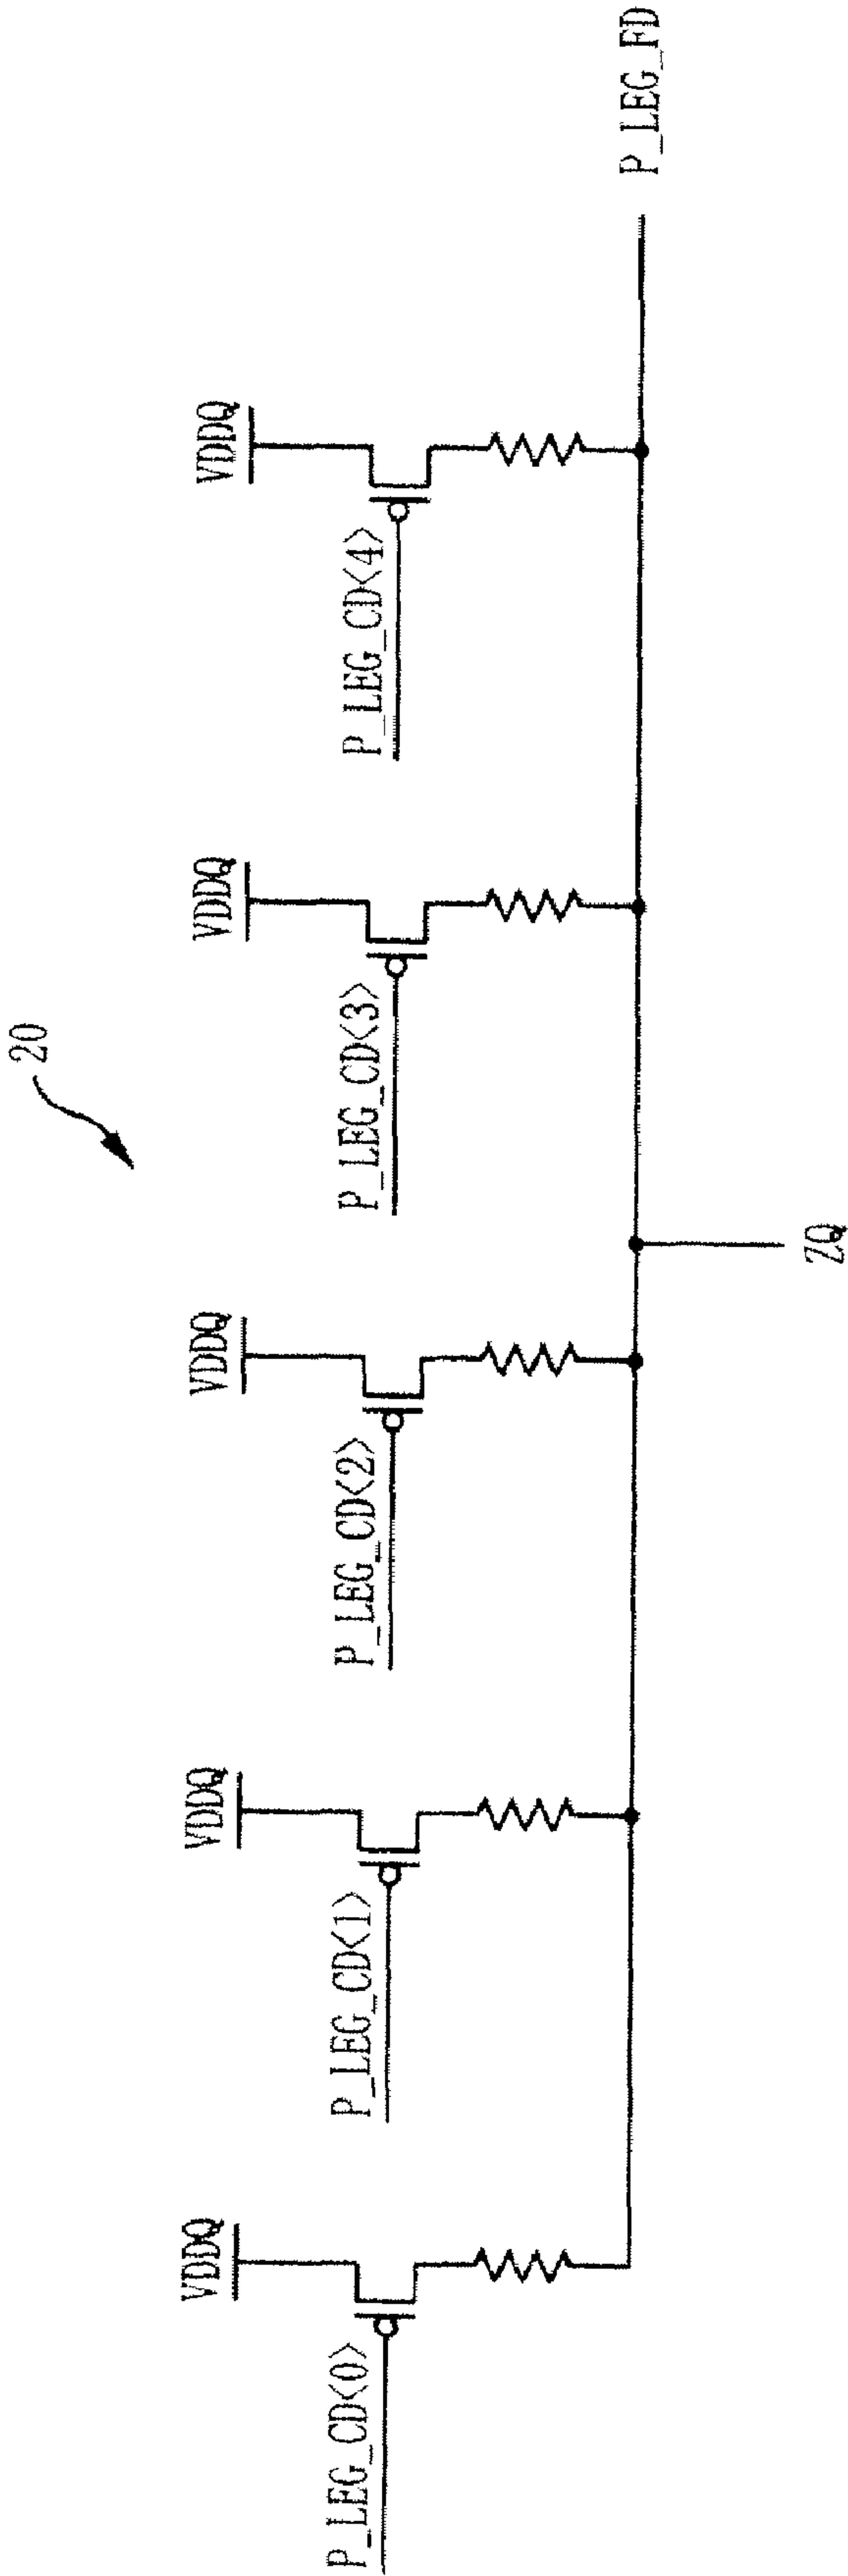 20
VDDQ
VDDQ
VDDQ
VDDQ
VDDQ
P_LEG_CD<0>
P_LEG_CD<1>
P_LEG_CD<2>
P_LEG_CD<3>
P_LEG_CD<4>
P_LEG_FD
ZQ